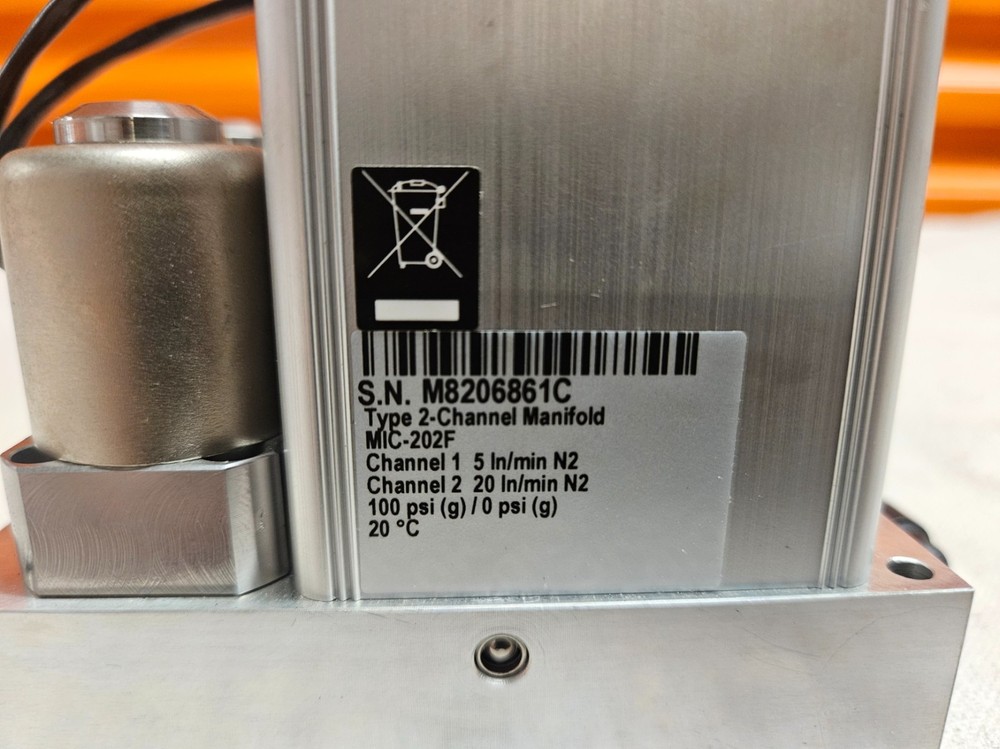 S.N. M8206861C
Type 2-Channel Manifold
MIC-202F
Channel 1 5 ln/min N2
Channel 2 20 ln/min N2
100 psi (g) / 0 psi (g)
20 °C